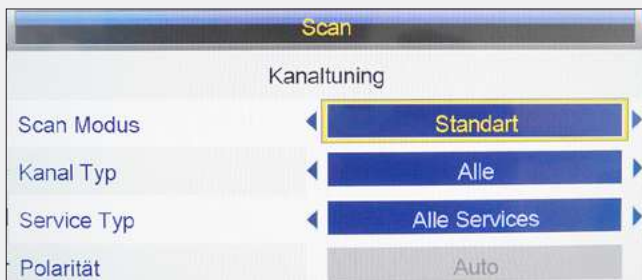 Scan
Kanaltuning
Scan Modus Standart
Kanal Typ Alle
Service Typ Alle Services
Polarität Auto